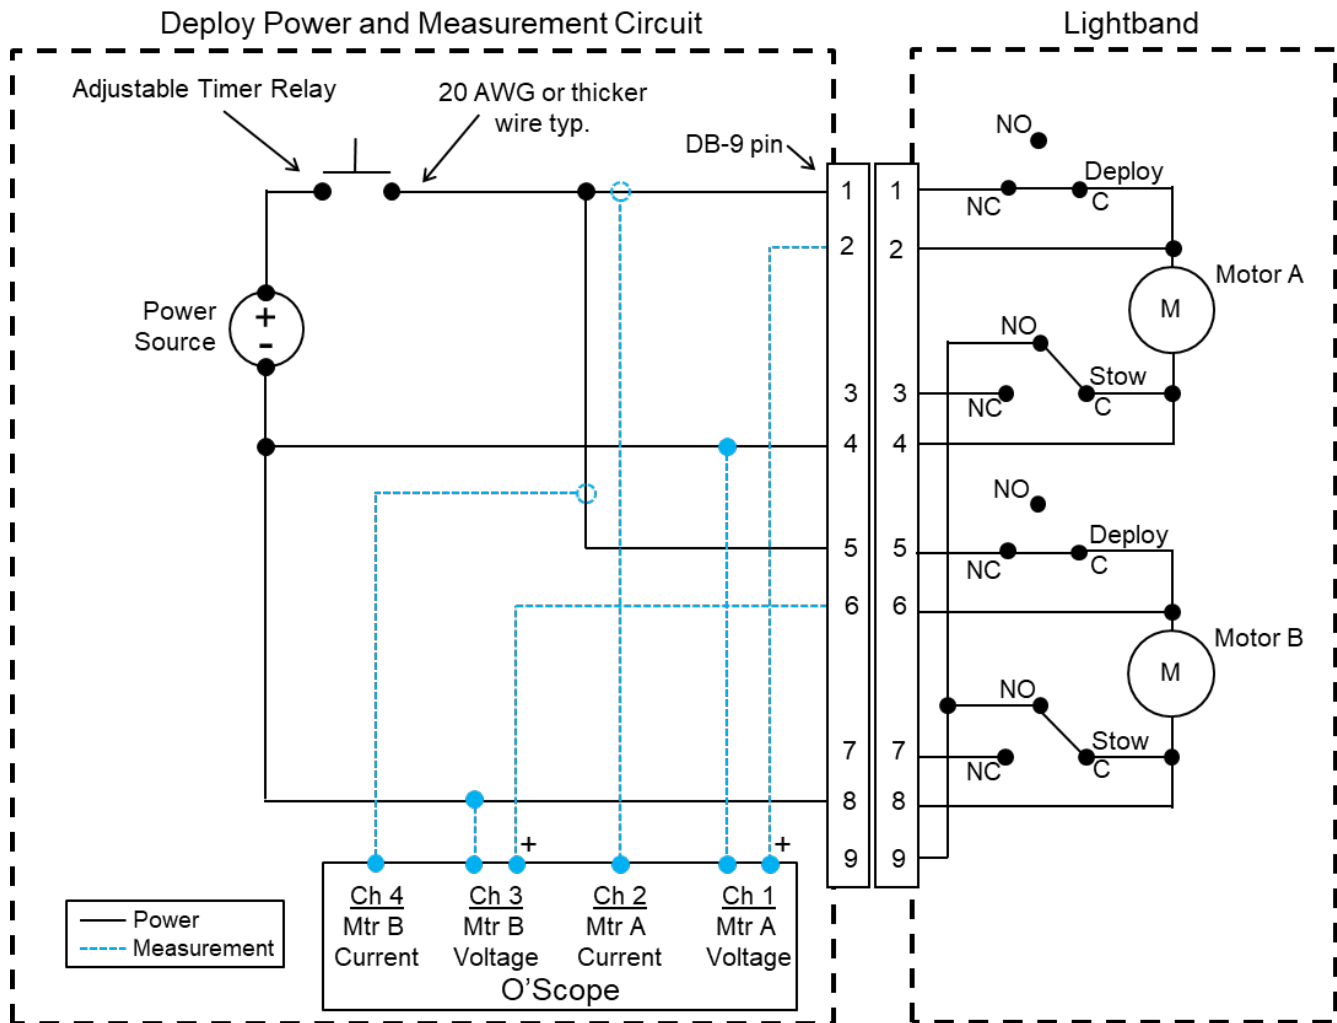 Deploy Power and Measurement Circuit
Lightband
Adjustable Timer Relay
20 AWG or thicker
wire typ.
DB-9 pin
Power
Source
+
-
1
2
3
4
5
6
7
8
9
1
2
3
4
5
6
7
8
9
NO
Deploy
NC
C
Motor A
M
NO
Stow
NC
C
NO
Deploy
NC
C
Motor B
M
NO
Stow
NC
C
+
+
Ch 4
Mtr B
Current
Ch 3
Mtr B
Voltage
Ch 2
Mtr A
Current
Ch 1
Mtr A
Voltage
O'Scope
Power
Measurement